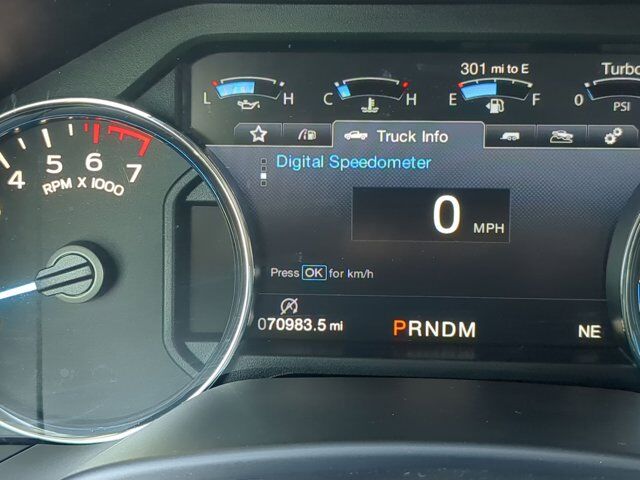 301 mi to E
Turbo
L H
C H
E F
0
PSI
Truck Info
Digital Speedometer
0 MPH
Press OK for km/h
070983.5 mi
PRNDM
NE
4 5 6 7
RPM X 1000